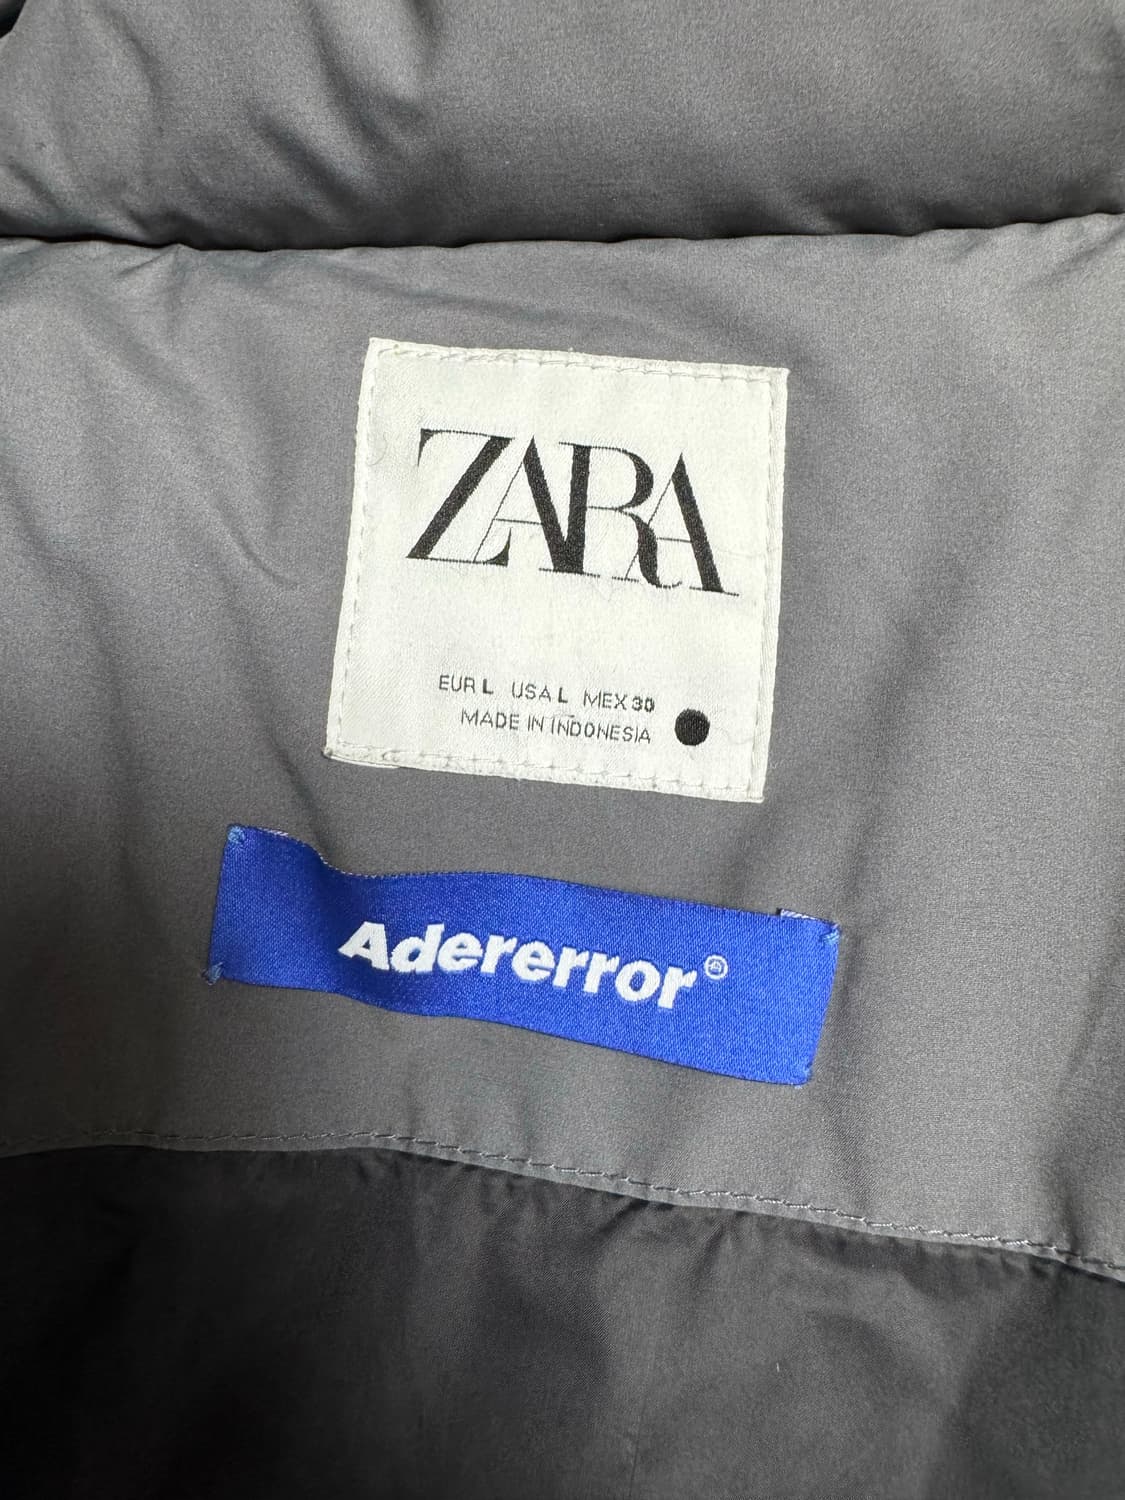 ZARA
EUR L USA L MEX 30
MADE IN INDONESIA
Adererror®